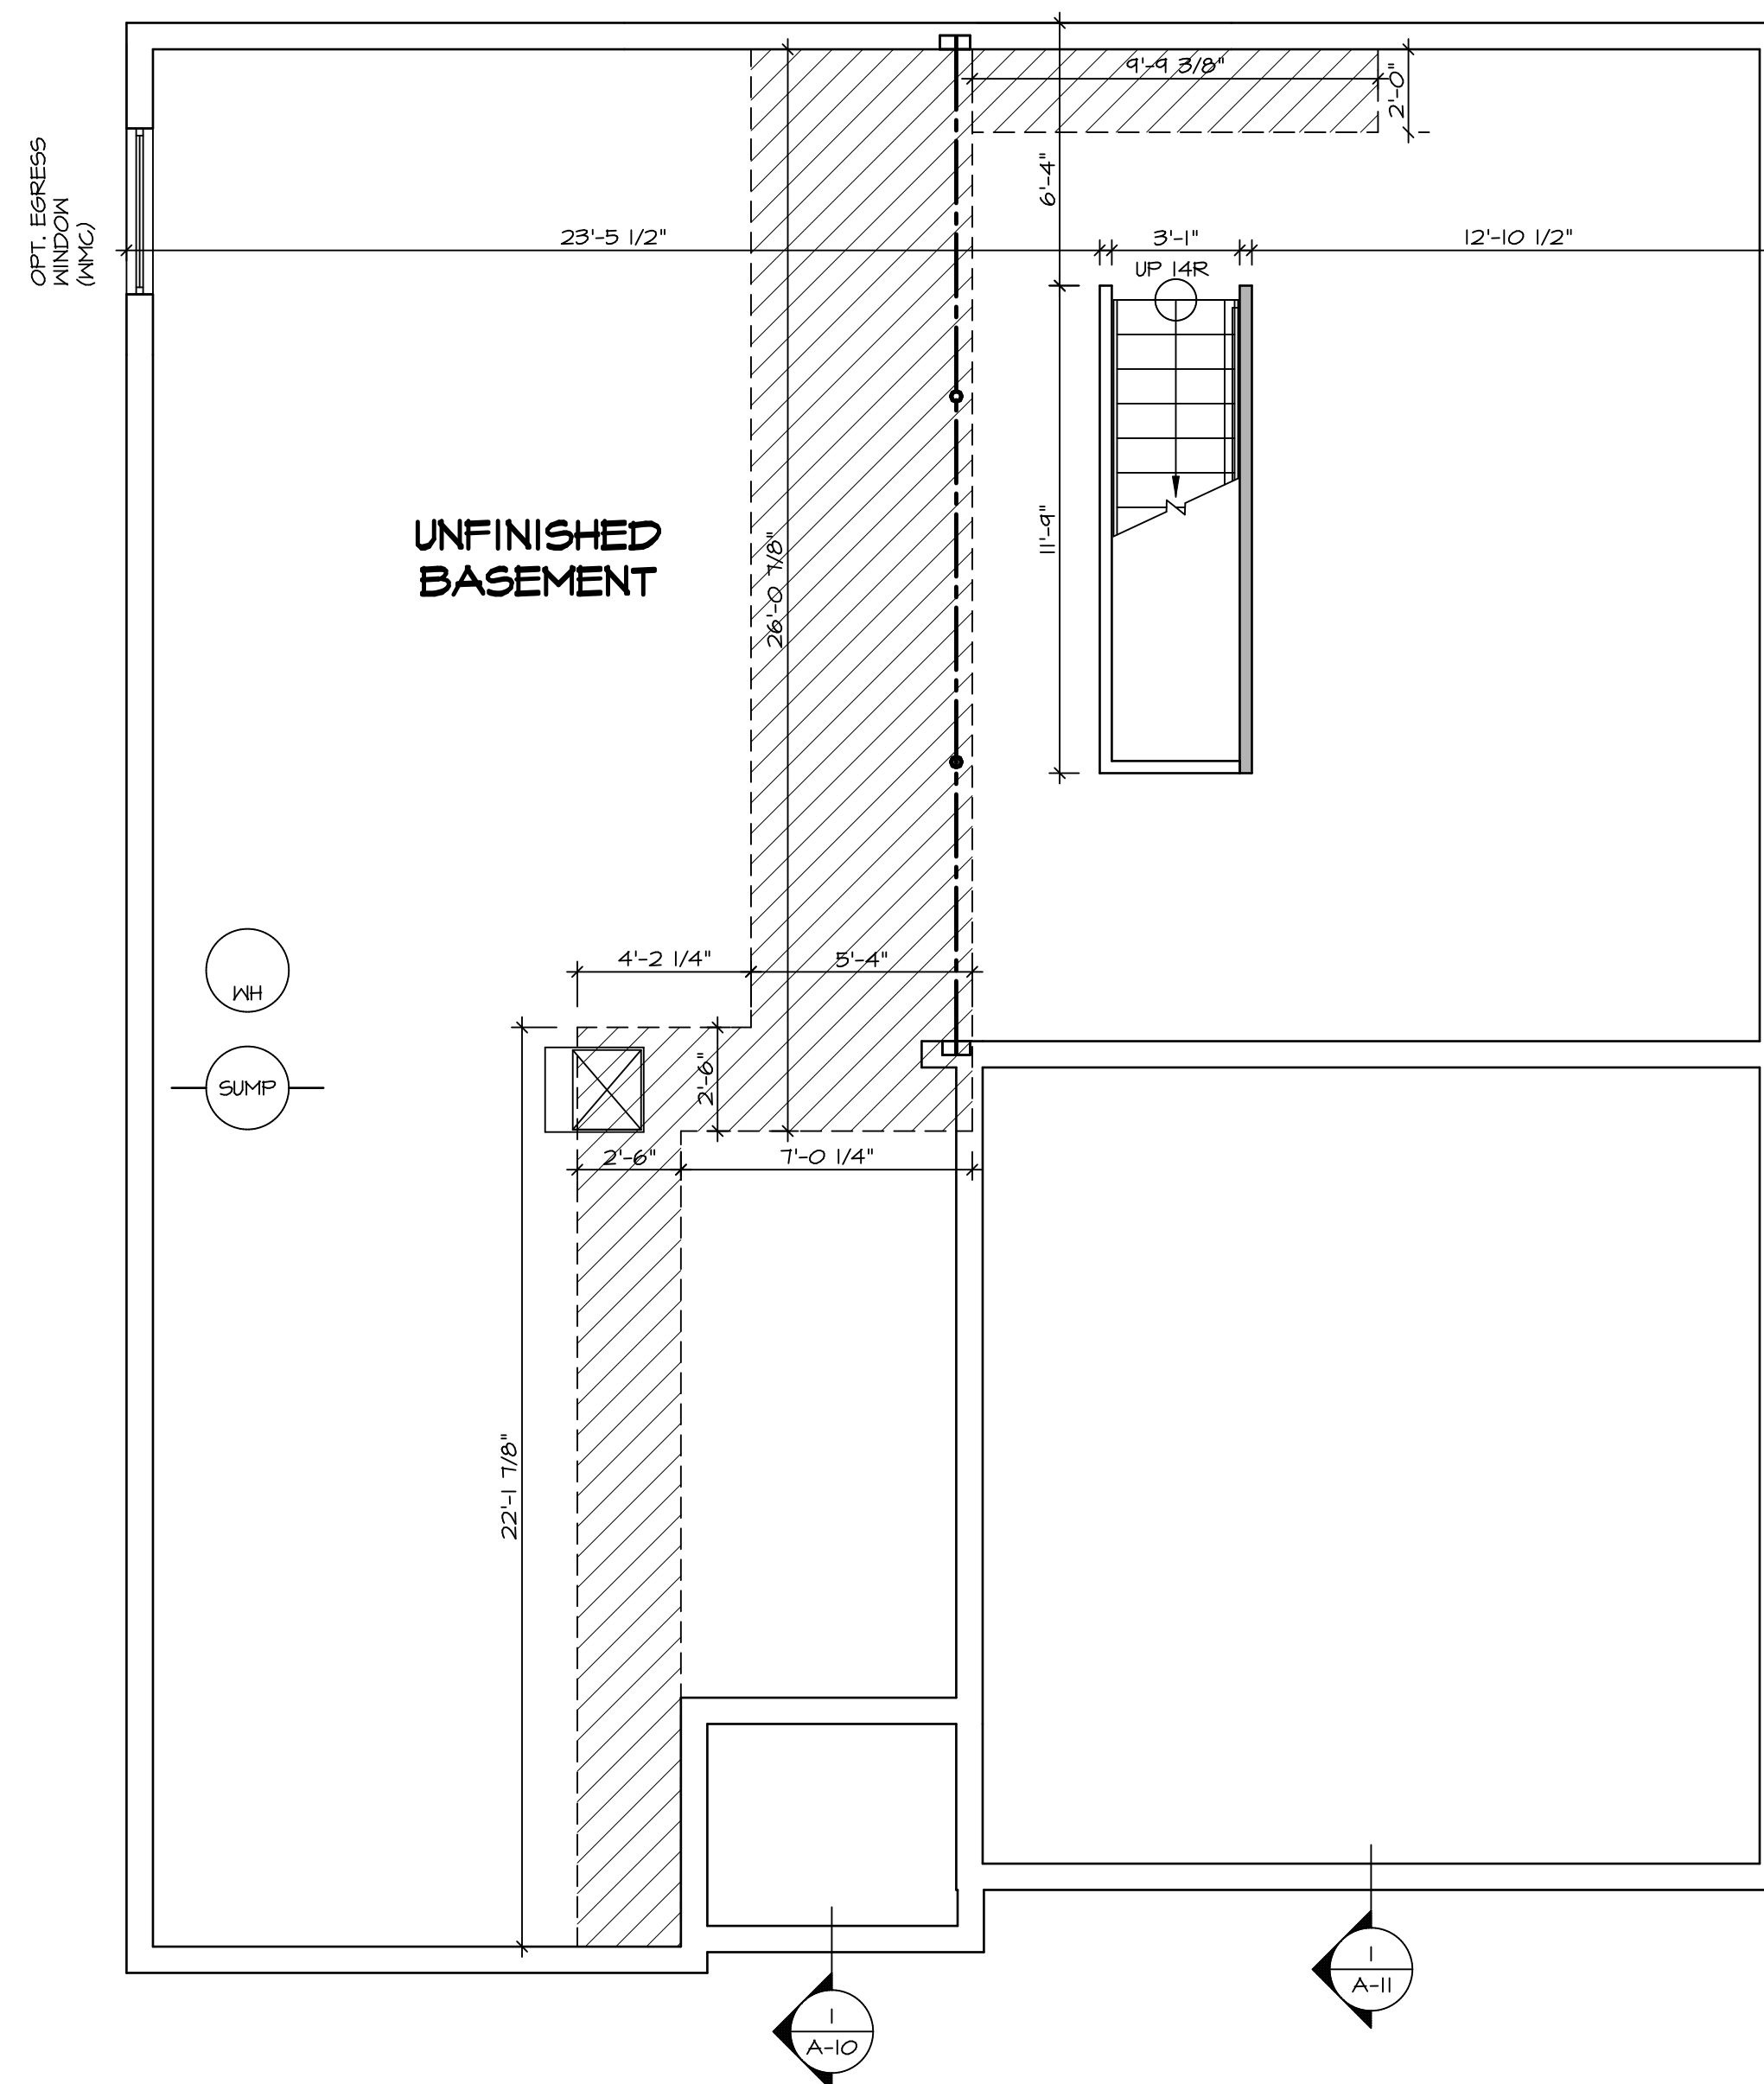 9'-9 3/8"
2'-0"
OPT. EGRESS
WINDOW
(WMC)
6'-4"
23'-5 1/2"
3'-1"
12'-10 1/2"
UP 14R
UNFINISHED
BASEMENT
26'-0 7/8"
11'-9"
4'-2 1/4"
5'-4"
WH
SUMP
2'-6"
2'-6"
7'-0 1/4"
22'-1 7/8"
1
A-11
1
A-10